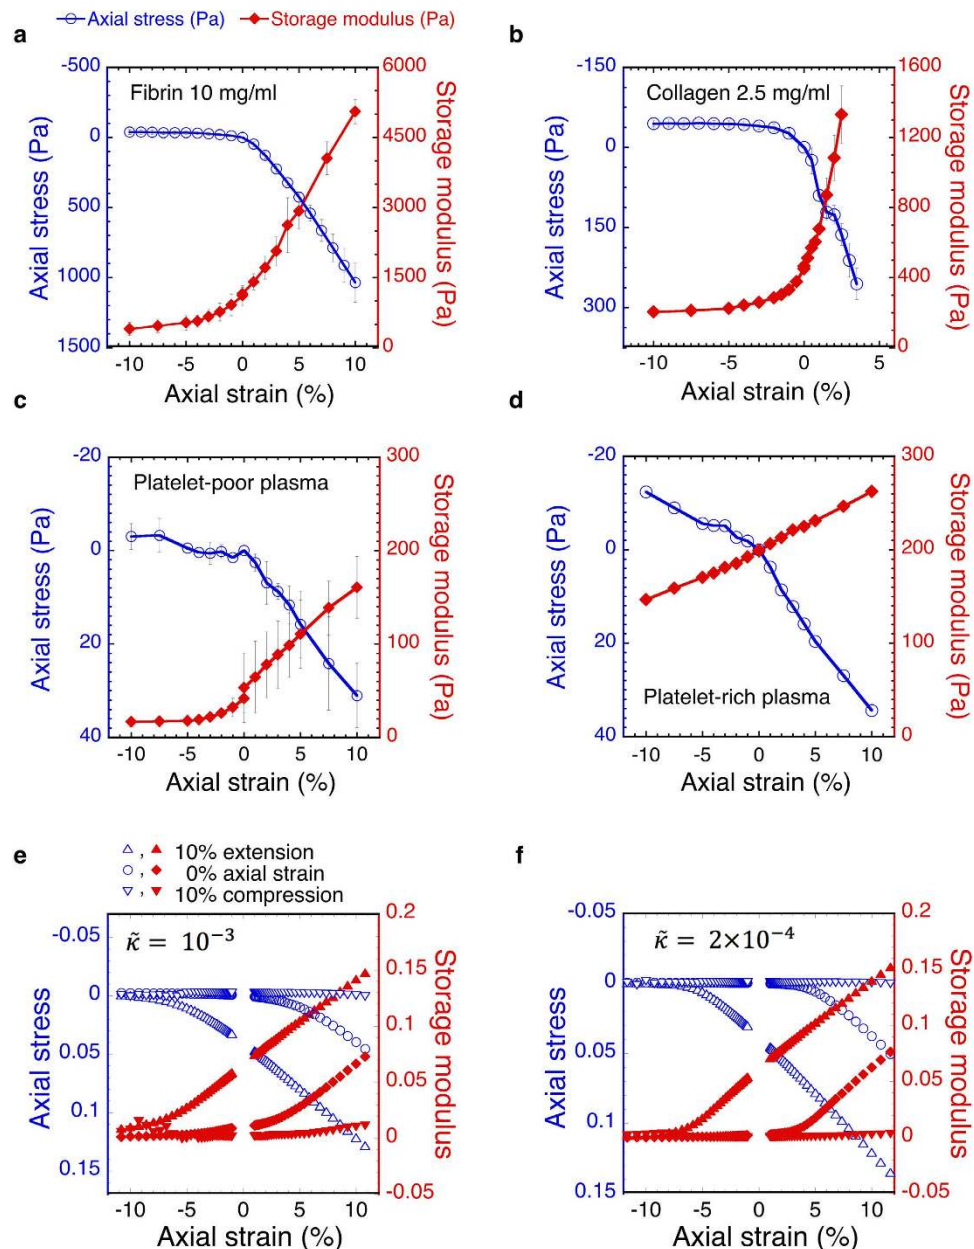 Axial stress (Pa) Storage modulus (Pa)
a
-500
0
500
1000
1500
Axial stress (Pa)
Fibrin 10 mg/ml
6000
4500
3000
1500
0
Storage modulus (Pa)
-10 -5 0 5 10
Axial strain (%)
b
-150
0
150
300
Axial stress (Pa)
Collagen 2.5 mg/ml
1600
1200
800
400
0
Storage modulus (Pa)
-10 -5 0 5
Axial strain (%)
c
-20
0
20
40
Axial stress (Pa)
Platelet-poor plasma
300
200
100
0
Storage modulus (Pa)
-10 -5 0 5 10
Axial strain (%)
d
-20
0
20
40
Axial stress (Pa)
Platelet-rich plasma
300
200
100
0
Storage modulus (Pa)
-10 -5 0 5 10
Axial strain (%)
e
, 10% extension
, 0% axial strain
, 10% compression
-0.05
0
0.05
0.1
0.15
Axial stress
κ̃ = 10⁻³
0.2
0.15
0.1
0.05
0
-0.05
Storage modulus
-10 -5 0 5 10
Axial strain (%)
f
-0.05
0
0.05
0.1
0.15
Axial stress
κ̃ = 2×10⁻⁴
0.2
0.15
0.1
0.05
0
-0.05
Storage modulus
-10 -5 0 5 10
Axial strain (%)